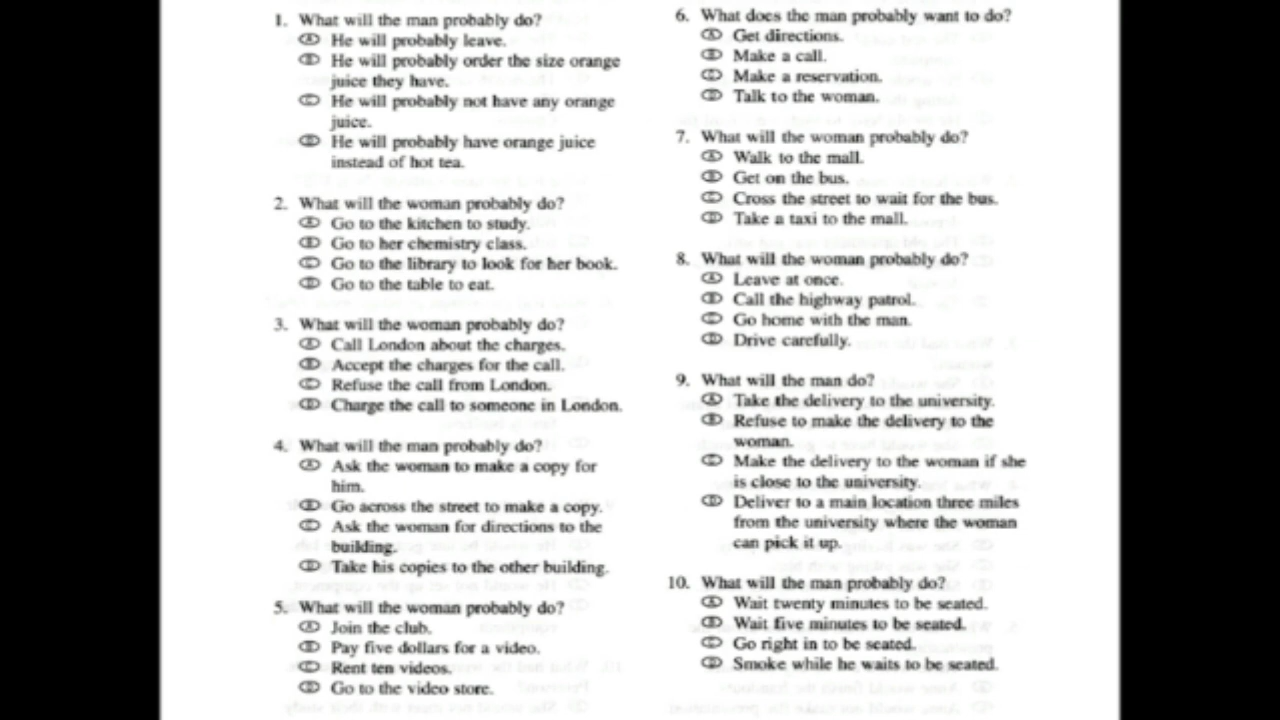 1. What will the man probably do?
Ⓐ He will probably leave.
Ⓑ He will probably order the size orange
juice they have.
Ⓒ He will probably not have any orange
juice.
Ⓓ He will probably have orange juice
instead of hot tea.
2. What will the woman probably do?
Ⓐ Go to the kitchen to study.
Ⓑ Go to her chemistry class.
Ⓒ Go to the library to look for her book.
Ⓓ Go to the table to eat.
3. What will the woman probably do?
Ⓐ Call London about the charges.
Ⓑ Accept the charges for the call.
Ⓒ Refuse the call from London.
Ⓓ Charge the call to someone in London.
4. What will the man probably do?
Ⓐ Ask the woman to make a copy for
him.
Ⓑ Go across the street to make a copy.
Ⓒ Ask the woman for directions to the
building.
Ⓓ Take his copies to the other building.
5. What will the woman probably do?
Ⓐ Join the club.
Ⓑ Pay five dollars for a video.
Ⓒ Rent ten videos.
Ⓓ Go to the video store.
6. What does the man probably want to do?
Ⓐ Get directions.
Ⓑ Make a call.
Ⓒ Make a reservation.
Ⓓ Talk to the woman.
7. What will the woman probably do?
Ⓐ Walk to the mall.
Ⓑ Get on the bus.
Ⓒ Cross the street to wait for the bus.
Ⓓ Take a taxi to the mall.
8. What will the woman probably do?
Ⓐ Leave at once.
Ⓑ Call the highway patrol.
Ⓒ Go home with the man.
Ⓓ Drive carefully.
9. What will the man do?
Ⓐ Take the delivery to the university.
Ⓑ Refuse to make the delivery to the
woman.
Ⓒ Make the delivery to the woman if she
is close to the university.
Ⓓ Deliver to a main location three miles
from the university where the woman
can pick it up.
10. What will the man probably do?
Ⓐ Wait twenty minutes to be seated.
Ⓑ Wait five minutes to be seated.
Ⓒ Go right in to be seated.
Ⓓ Smoke while he waits to be seated.